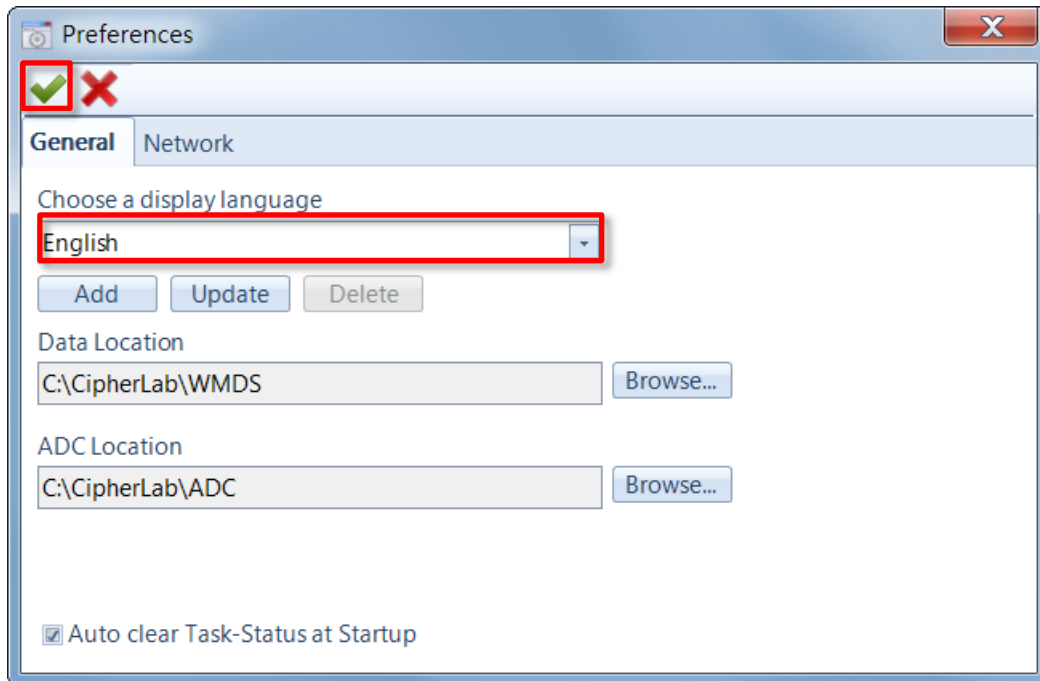 Preferences
General Network
Choose a display language
English
Add Update Delete
Data Location
C:\CipherLab\WMDS Browse...
ADC Location
C:\CipherLab\ADC Browse...
Auto clear Task-Status at Startup